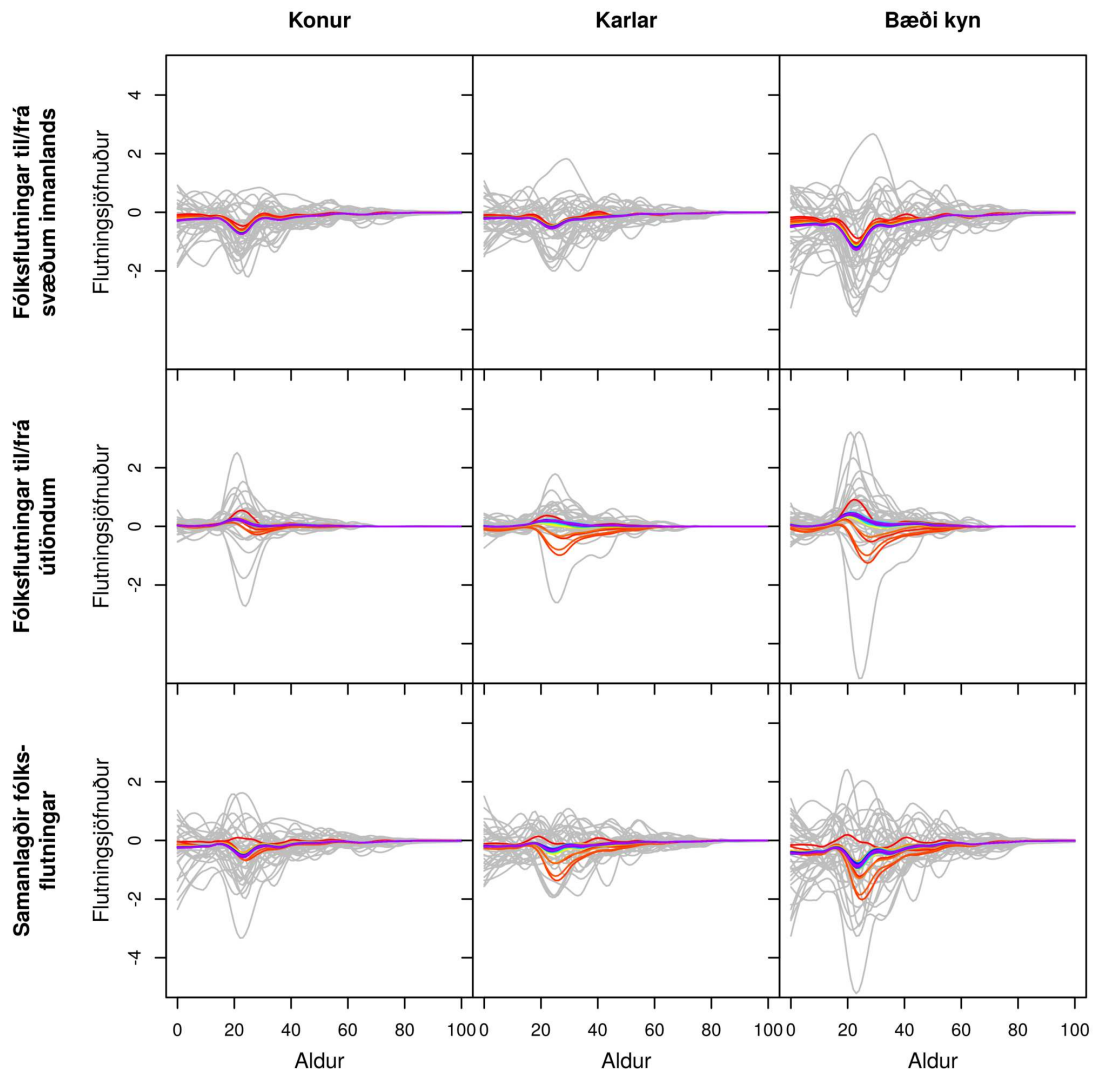 Konur
Karlar
Bæði kyn
Fólksflutningar til/frá
svæðum innanlands
Flutningsjöfnuður
4
2
0
-2
Fólksflutningar til/frá
útlöndum
Flutningsjöfnuður
2
0
-2
Samanlagðir fólks-
flutningar
Flutningsjöfnuður
2
0
-2
-4
0 20 40 60 80 100
0 20 40 60 80 100
0 20 40 60 80 100
Aldur
Aldur
Aldur